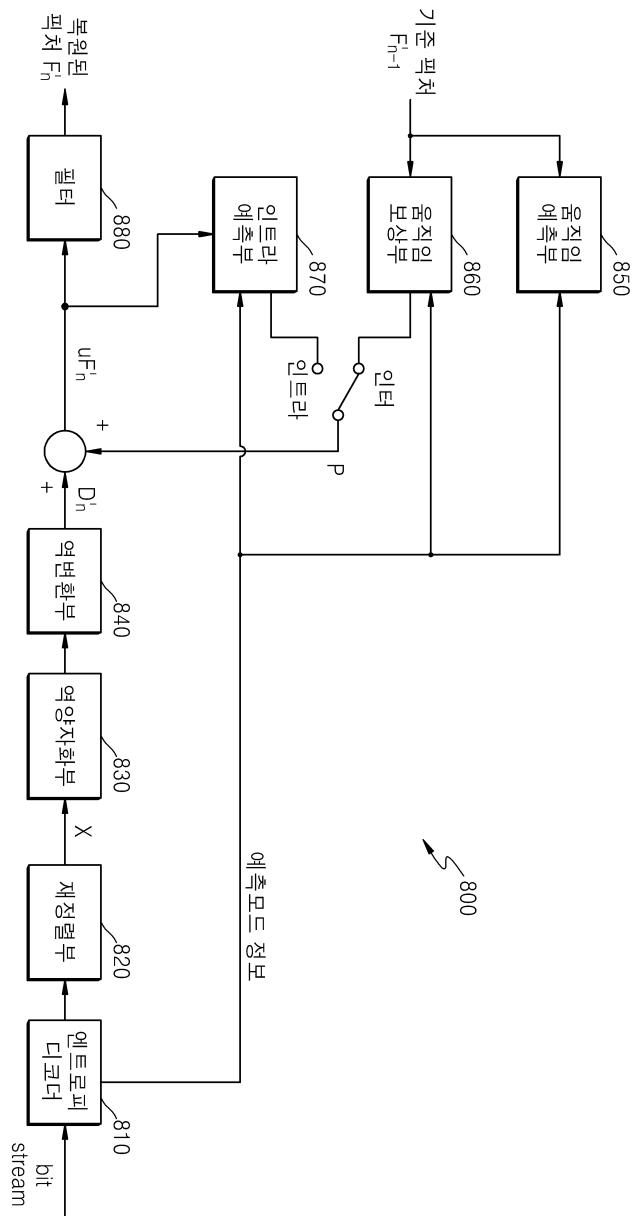 기준 픽처
F'n-1
움직임
예측부
850
움직임
보상부
860
인터
인트라
P
인트라
예측부
870
예측모드 정보
800
복원된
픽처 F'n
필터
880
uF'n
+
+
D'n
역변환부
840
역양자화부
830
X
재정렬부
820
엔트로피
디코더
810
bit
stream